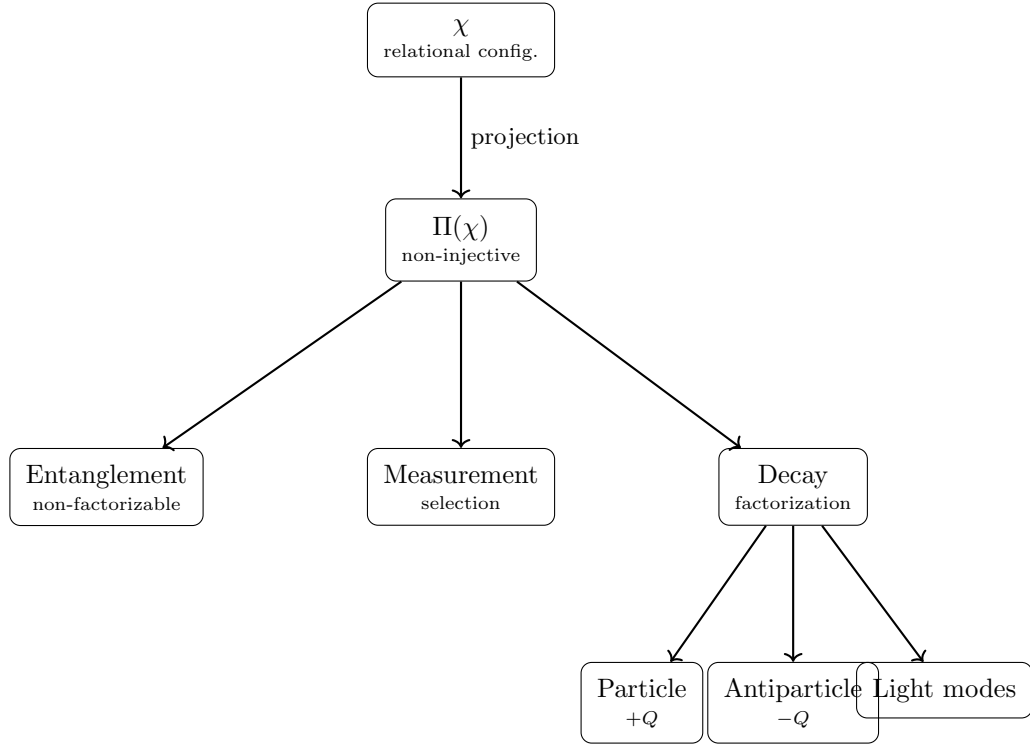 χ
relational config.
projection
Π(χ)
non-injective
Entanglement
non-factorizable
Measurement
selection
Decay
factorization
Particle
+Q
Antiparticle
−Q
Light modes